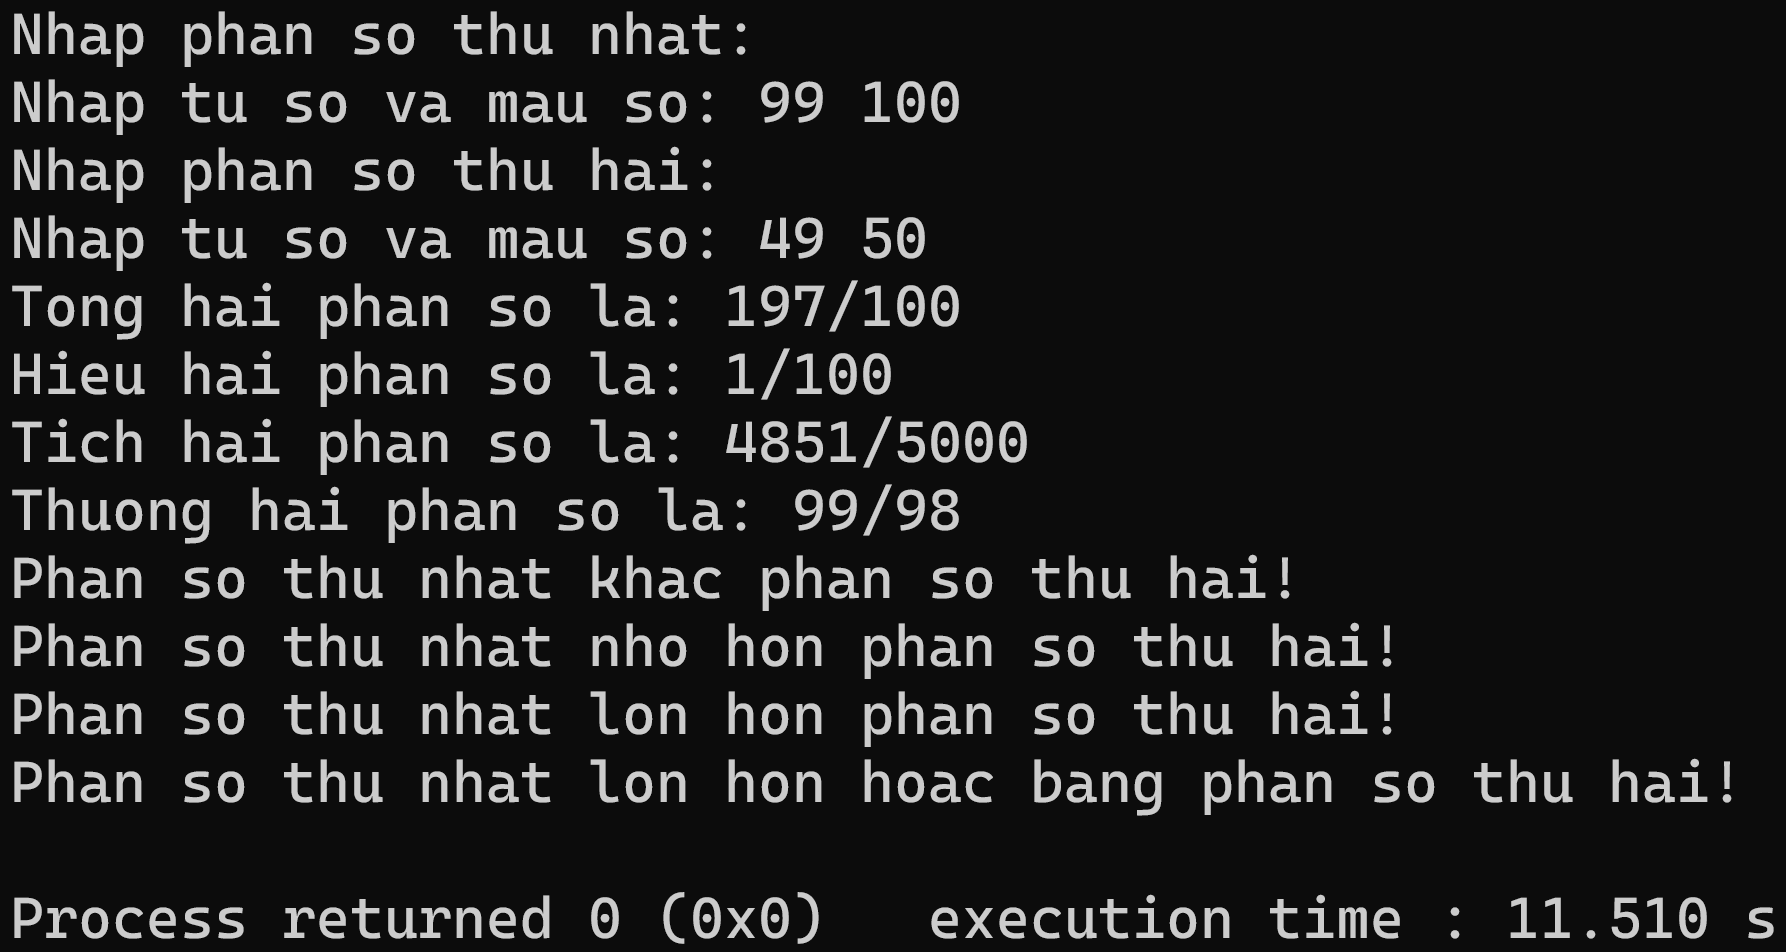 Nhap phan so thu nhat:
Nhap tu so va mau so: 99 100
Nhap phan so thu hai:
Nhap tu so va mau so: 49 50
Tong hai phan so la: 197/100
Hieu hai phan so la: 1/100
Tich hai phan so la: 4851/5000
Thuong hai phan so la: 99/98
Phan so thu nhat khac phan so thu hai!
Phan so thu nhat nho hon phan so thu hai!
Phan so thu nhat lon hon phan so thu hai!
Phan so thu nhat lon hon hoac bang phan so thu hai!
Process returned 0 (0x0)   execution time : 11.510 s